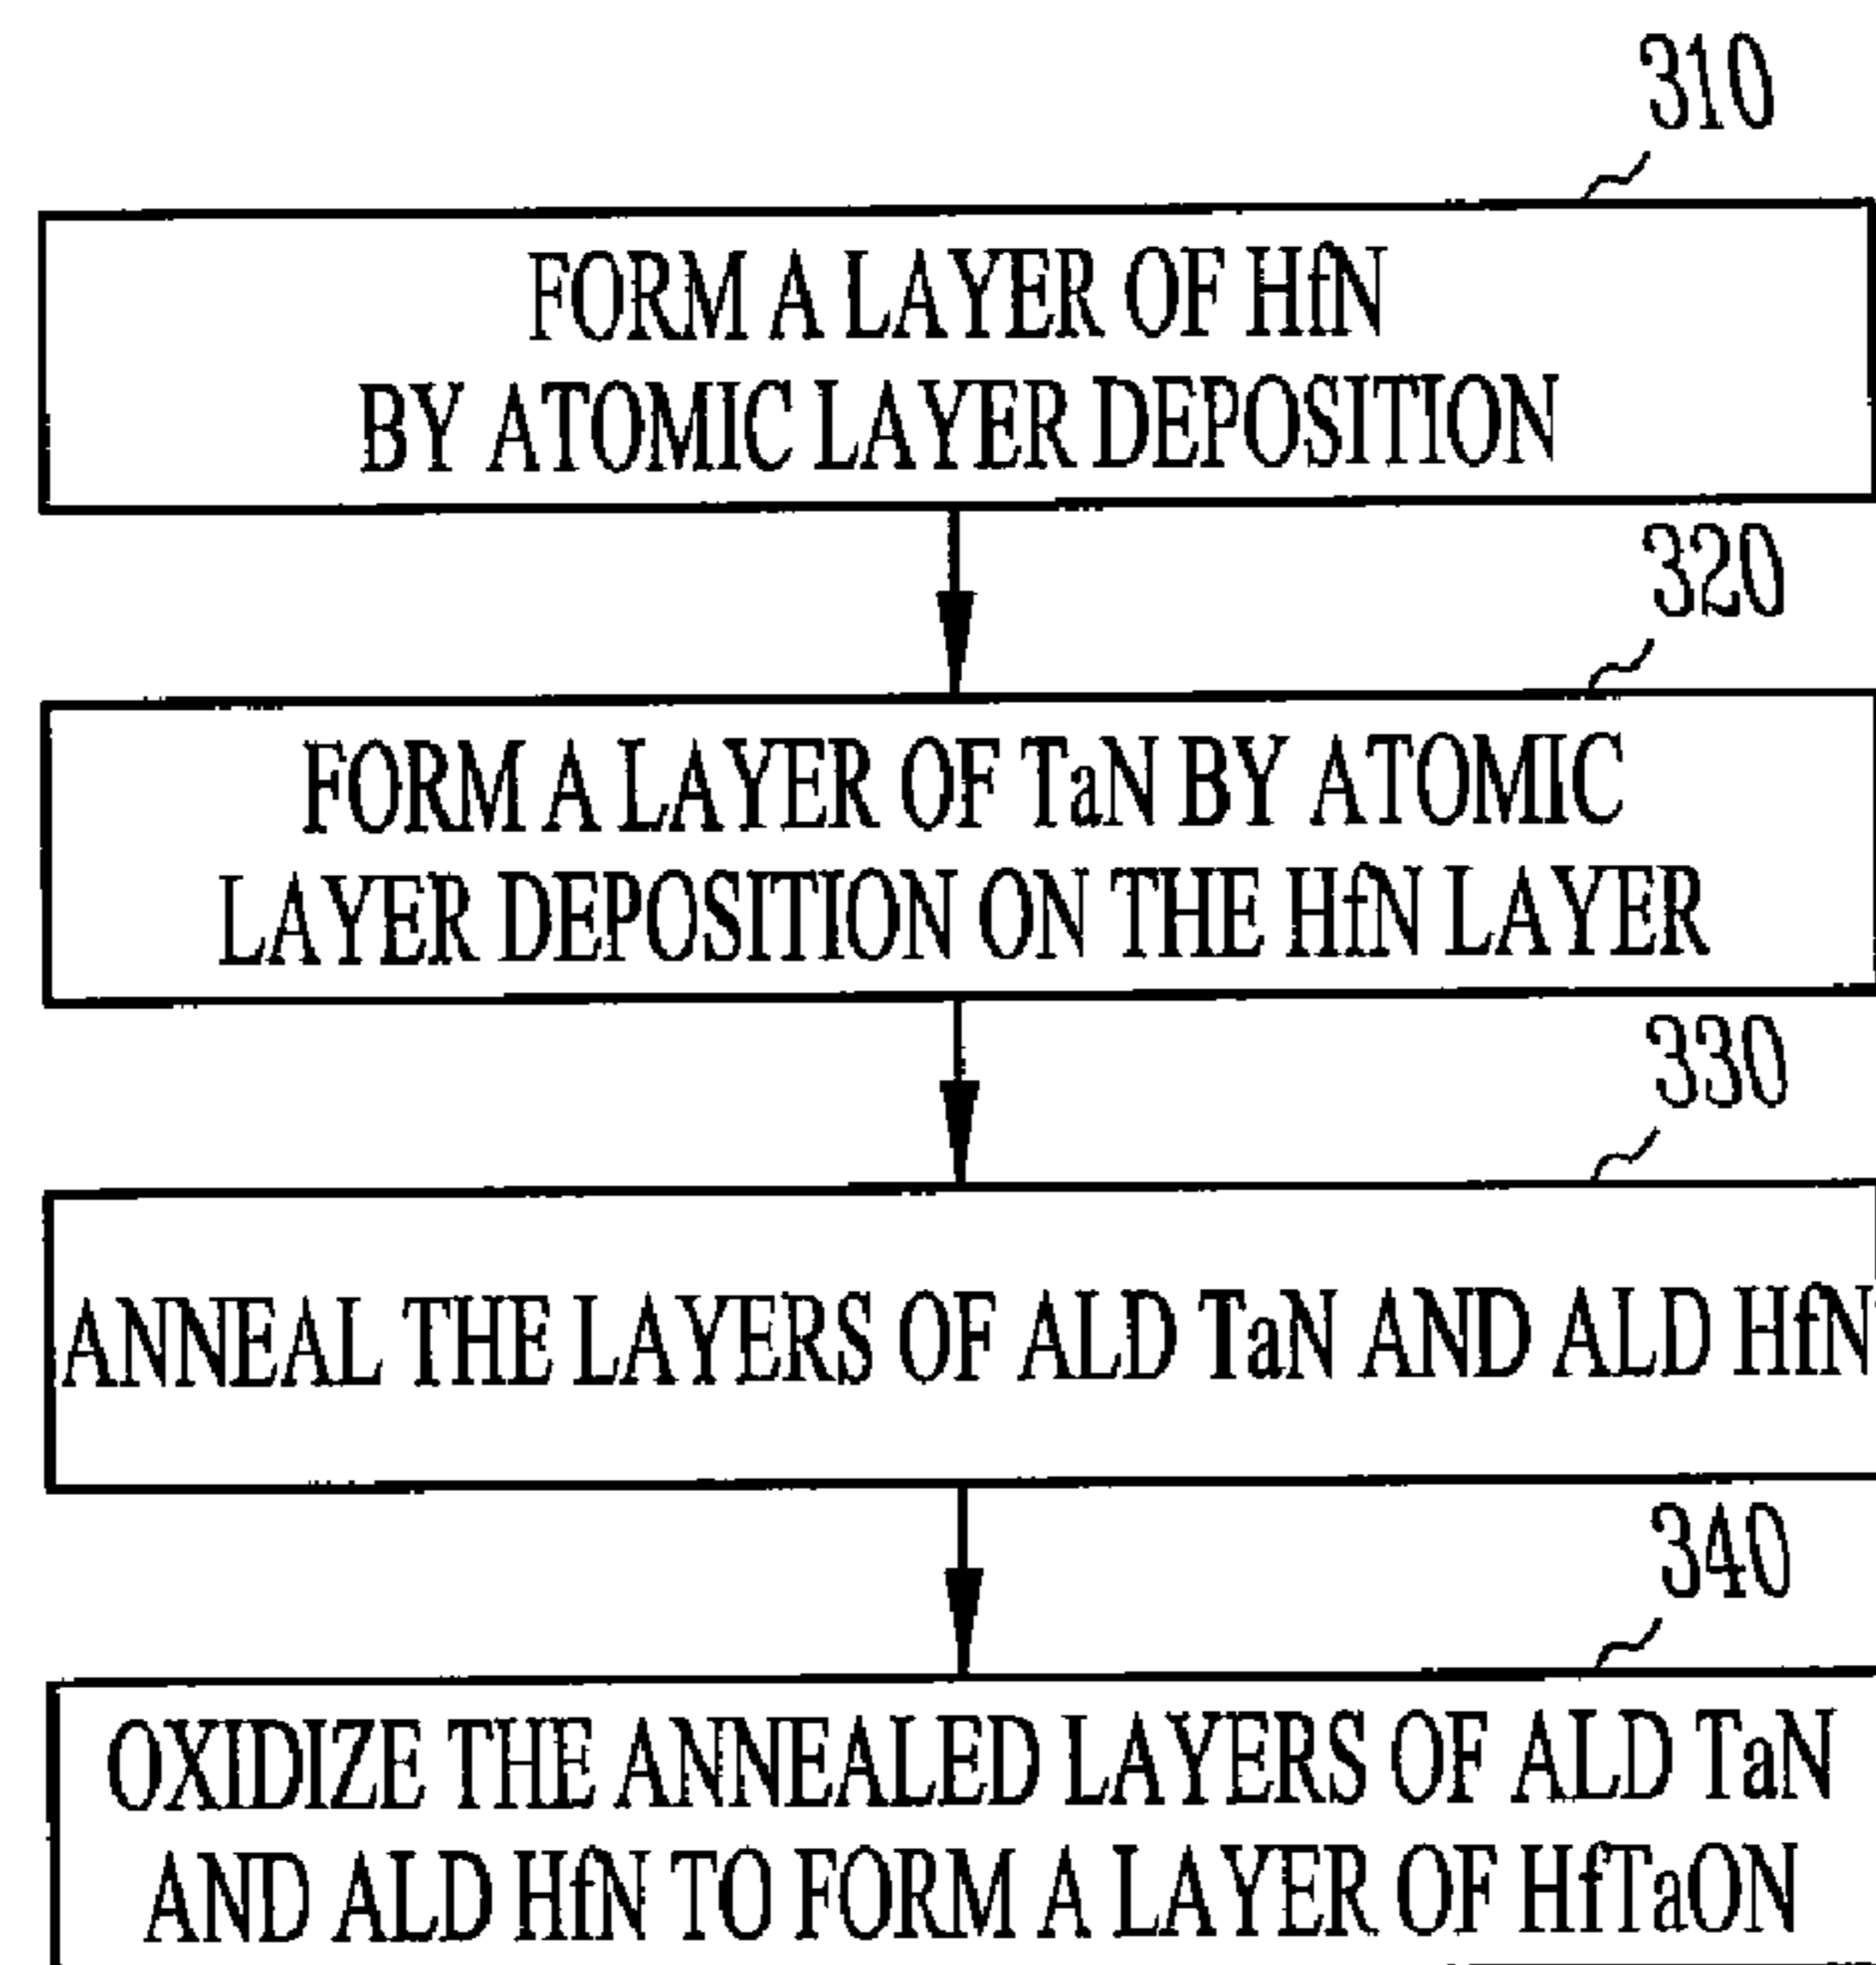 310
FORM A LAYER OF HfN
BY ATOMIC LAYER DEPOSITION
320
FORM A LAYER OF TaN BY ATOMIC
LAYER DEPOSITION ON THE HfN LAYER
330
ANNEAL THE LAYERS OF ALD TaN AND ALD HfN
340
OXIDIZE THE ANNEALED LAYERS OF ALD TaN
AND ALD HfN TO FORM A LAYER OF HfTaON